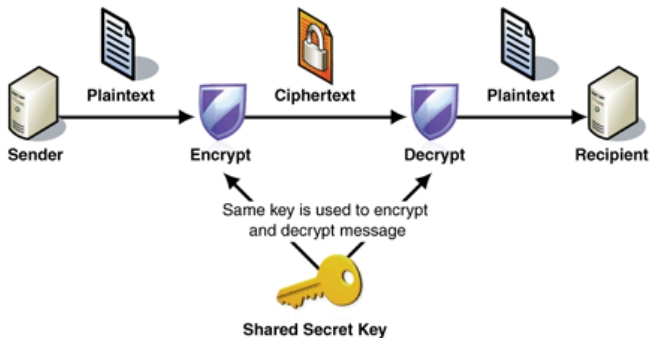 Plaintext
Ciphertext
Plaintext
Sender
Encrypt
Decrypt
Recipient
Same key is used to encrypt
and decrypt message
Shared Secret Key